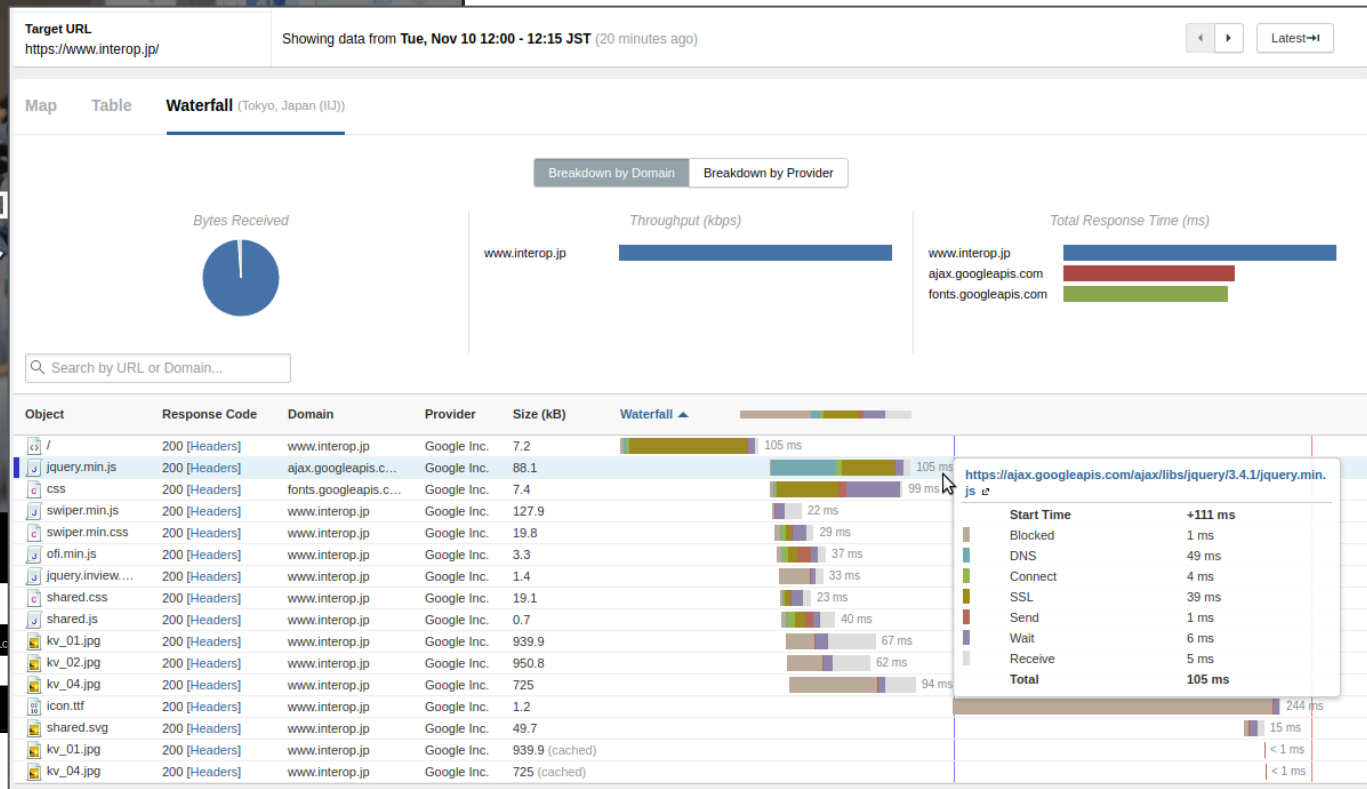 Target URL
https://www.interop.jp/
Showing data from Tue, Nov 10 12:00 - 12:15 JST (20 minutes ago)
Latest
Map Table Waterfall (Tokyo, Japan (IIJ))
Breakdown by Domain Breakdown by Provider
Bytes Received
Throughput (kbps)
www.interop.jp
Total Response Time (ms)
www.interop.jp
ajax.googleapis.com
fonts.googleapis.com
Search by URL or Domain...
Object Response Code Domain Provider Size (kB) Waterfall
/ 200 [Headers] www.interop.jp Google Inc. 7.2 105 ms
jquery.min.js 200 [Headers] ajax.googleapis.c... Google Inc. 88.1 105 ms
css 200 [Headers] fonts.googleapis.c... Google Inc. 7.4 99 ms
swiper.min.js 200 [Headers] www.interop.jp Google Inc. 127.9 22 ms
swiper.min.css 200 [Headers] www.interop.jp Google Inc. 19.8 29 ms
ofi.min.js 200 [Headers] www.interop.jp Google Inc. 3.3 37 ms
jquery.inview.... 200 [Headers] www.interop.jp Google Inc. 1.4 33 ms
shared.css 200 [Headers] www.interop.jp Google Inc. 19.1 23 ms
shared.js 200 [Headers] www.interop.jp Google Inc. 0.7 40 ms
kv_01.jpg 200 [Headers] www.interop.jp Google Inc. 939.9 67 ms
kv_02.jpg 200 [Headers] www.interop.jp Google Inc. 950.8 62 ms
kv_04.jpg 200 [Headers] www.interop.jp Google Inc. 725 94 ms
icon.ttf 200 [Headers] www.interop.jp Google Inc. 1.2 244 ms
shared.svg 200 [Headers] www.interop.jp Google Inc. 49.7 15 ms
kv_01.jpg 200 [Headers] www.interop.jp Google Inc. 939.9 (cached) < 1 ms
kv_04.jpg 200 [Headers] www.interop.jp Google Inc. 725 (cached) < 1 ms
https://ajax.googleapis.com/ajax/libs/jquery/3.4.1/jquery.min.
js
Start Time +111 ms
Blocked 1 ms
DNS 49 ms
Connect 4 ms
SSL 39 ms
Send 1 ms
Wait 6 ms
Receive 5 ms
Total 105 ms